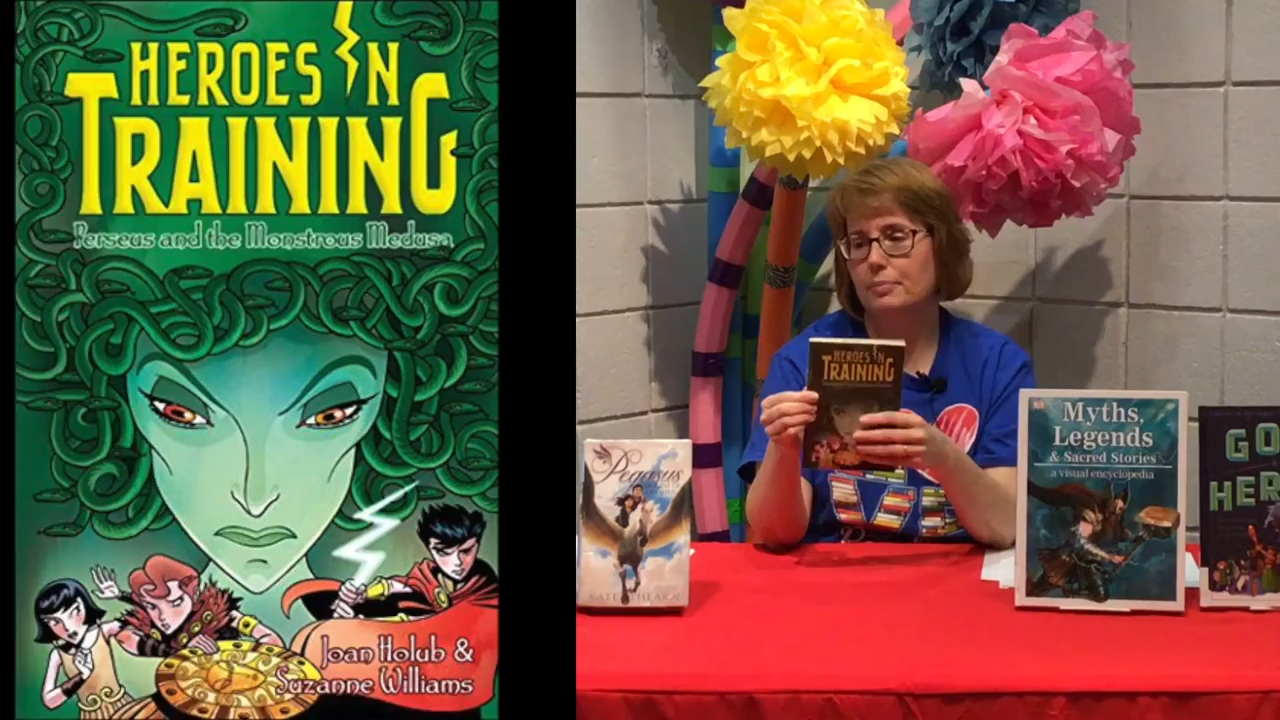 HEROES IN
TRAINING
Perseus and the Monstrous Medusa
Joan Holub &
Suzanne Williams
HEROES IN
TRAINING
Pegasus
Myths,
Legends
& Sacred Stories
a visual encyclopedia
GO
HER